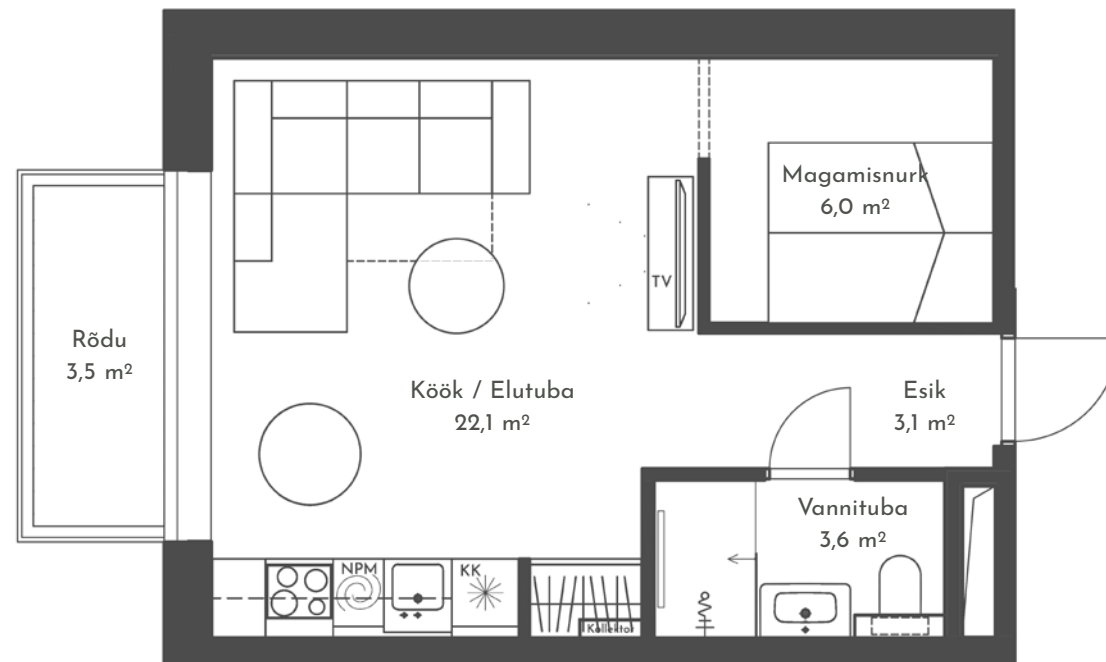 Magamisnurk
6,0 m²
TV
Rõdu
3,5 m²
Köök / Elutuba
22,1 m²
Esik
3,1 m²
Vannituba
3,6 m²
NPM
KK
Kollektor